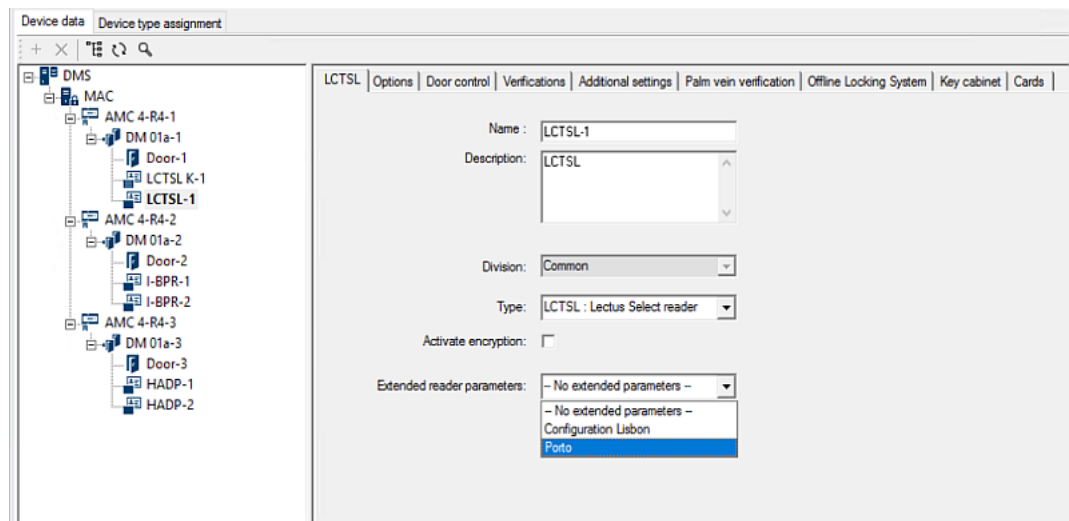 Device data Device type assignment
DMS
MAC
AMC 4-R4-1
DM 01a-1
Door-1
LCTSL K-1
LCTSL-1
AMC 4-R4-2
DM 01a-2
Door-2
I-BPR-1
I-BPR-2
AMC 4-R4-3
DM 01a-3
Door-3
HADP-1
HADP-2
LCTSL Options Door control Verifications Additional settings Palm vein verification Offline Locking System Key cabinet Cards
Name : LCTSL-1
Description: LCTSL
Division: Common
Type: LCTSL : Lectus Select reader
Activate encryption:
Extended reader parameters: -- No extended parameters --
-- No extended parameters --
Configuration Lisbon
Porto